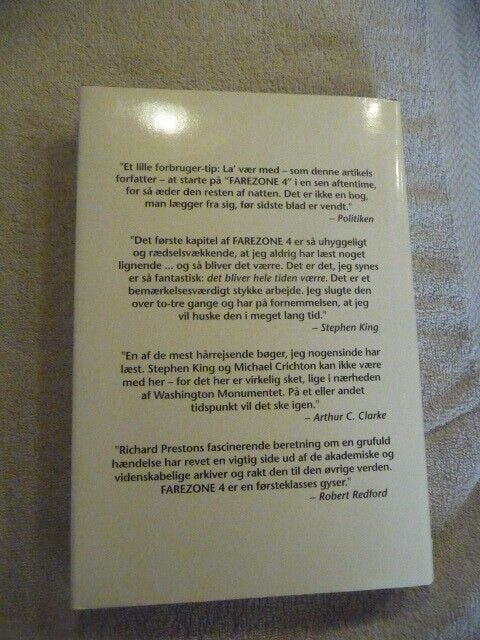 "Et lille forbruger-tip: La' vær med – som denne artikels
forfatter – at starte på "FAREZONE 4" i en sen aftentime,
for så æder den resten af natten. Det er ikke en bog,
man lægger fra sig, før sidste blad er vendt."
– Politiken
"Det første kapitel af FAREZONE 4 er så uhyggeligt
og rædselsvækkende, at jeg aldrig har læst noget
lignende ... og så bliver det værre. Det er det, jeg synes
er så fantastisk: det bliver hele tiden værre. Det er et
bemærkelsesværdigt stykke arbejde. Jeg slugte den
over to-tre gange og har på fornemmelsen, at jeg
vil huske den i meget lang tid."
– Stephen King
"En af de mest hårrejsende bøger, jeg nogensinde har
læst. Stephen King og Michael Crichton kan ikke være
med her – for det her er virkelig sket, lige i nærheden
af Washington Monumentet. På et eller andet
tidspunkt vil det ske igen."
– Arthur C. Clarke
"Richard Prestons fascinerende beretning om en grufuld
hændelse har revet en vigtig side ud af de akademiske og
videnskabelige arkiver og rakt den til den øvrige verden.
FAREZONE 4 er en førsteklasses gyser."
– Robert Redford